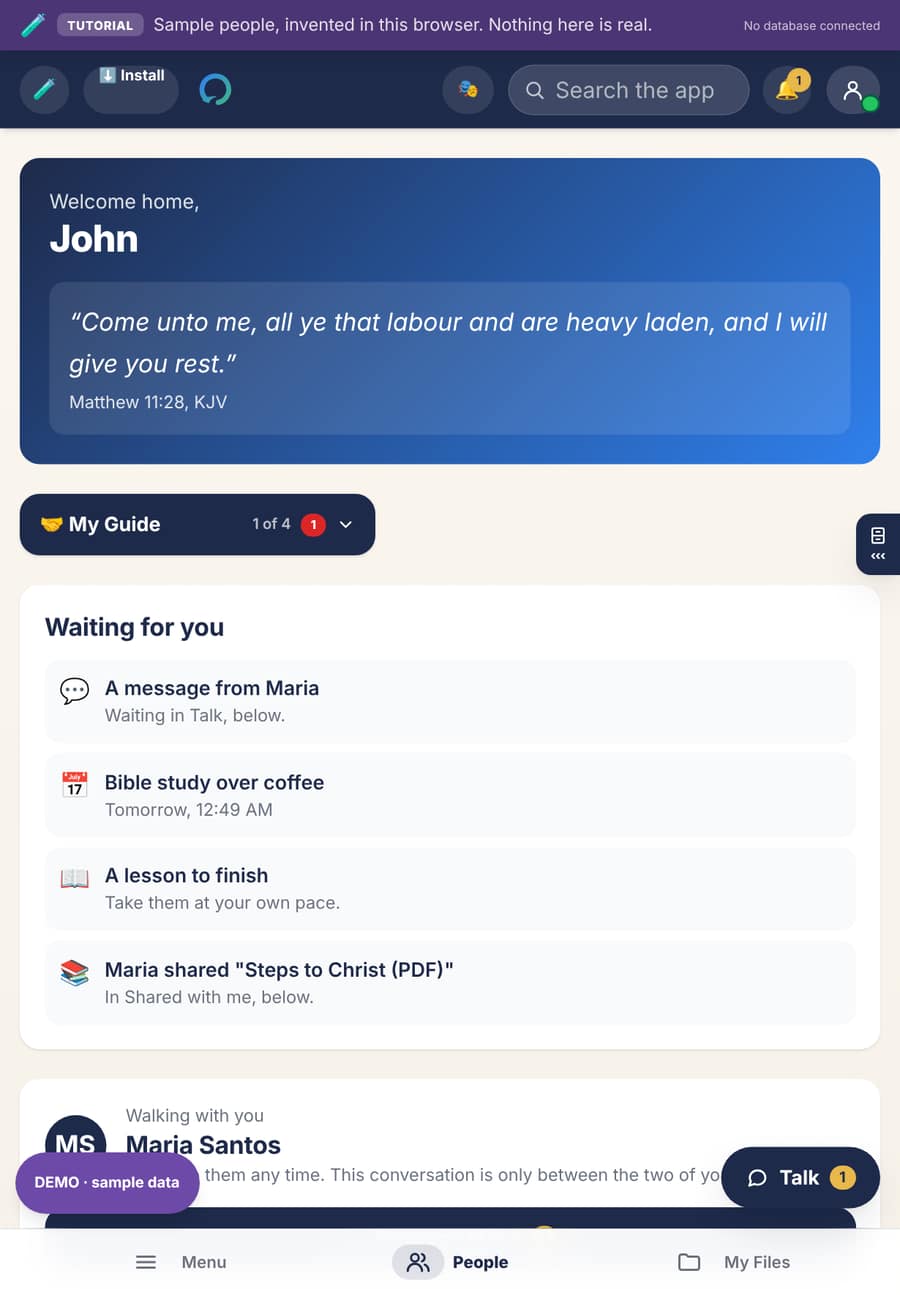 TUTORIAL Sample people, invented in this browser. Nothing here is real. No database connected
Install Search the app 1
Welcome home,
John
“Come unto me, all ye that labour and are heavy laden, and I will
give you rest.”
Matthew 11:28, KJV
My Guide 1 of 4 1
Waiting for you
A message from Maria
Waiting in Talk, below.
Bible study over coffee
July
17
Tomorrow, 12:49 AM
A lesson to finish
Take them at your own pace.
Maria shared "Steps to Christ (PDF)"
In Shared with me, below.
Walking with you
MS Maria Santos
them any time. This conversation is only between the two of yo
DEMO · sample data
Talk 1
Menu People My Files